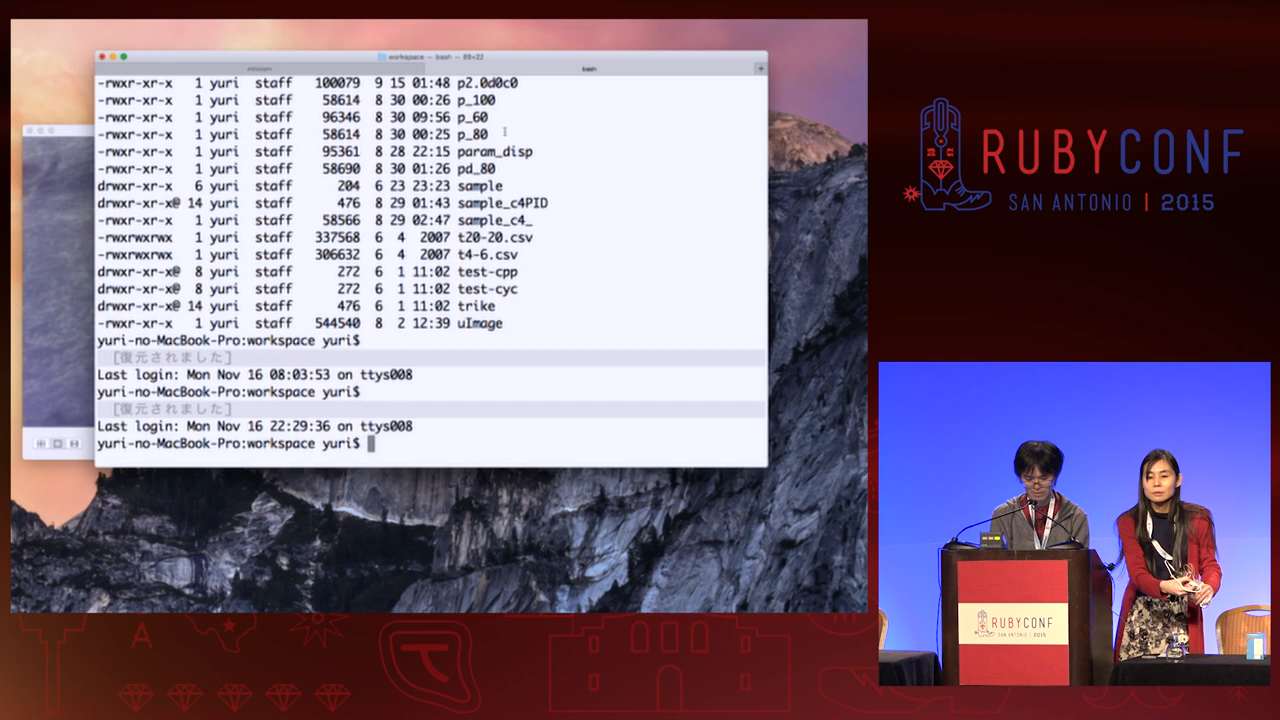 workspace — bash — 89×22
bash
-rwxr-xr-x 1 yuri staff 100079 9 15 01:48 p2.0d0c0
-rwxr-xr-x 1 yuri staff 58614 8 30 00:26 p_100
-rwxr-xr-x 1 yuri staff 96346 8 30 09:56 p_60
-rwxr-xr-x 1 yuri staff 58614 8 30 00:25 p_80
-rwxr-xr-x 1 yuri staff 95361 8 28 22:15 param_disp
-rwxr-xr-x 1 yuri staff 58690 8 30 01:26 pd_80
drwxr-xr-x 6 yuri staff 204 6 23 23:23 sample
drwxr-xr-x@ 14 yuri staff 476 8 29 01:43 sample_c4PID
-rwxr-xr-x 1 yuri staff 58566 8 29 02:47 sample_c4_
-rwxrwxrwx 1 yuri staff 337568 6 4 2007 t20-20.csv
-rwxrwxrwx 1 yuri staff 306632 6 4 2007 t4-6.csv
drwxr-xr-x@ 8 yuri staff 272 6 1 11:02 test-cpp
drwxr-xr-x@ 8 yuri staff 272 6 1 11:02 test-cyc
drwxr-xr-x@ 14 yuri staff 476 6 1 11:02 trike
-rwxr-xr-x 1 yuri staff 544540 8 2 12:39 uImage
yuri-no-MacBook-Pro:workspace yuri$
[復元されました]
Last login: Mon Nov 16 08:03:53 on ttys008
yuri-no-MacBook-Pro:workspace yuri$
[復元されました]
Last login: Mon Nov 16 22:29:36 on ttys008
yuri-no-MacBook-Pro:workspace yuri$
RUBYCONF
SAN ANTONIO | 2015
RUBYCONF
SAN ANTONIO | 2015